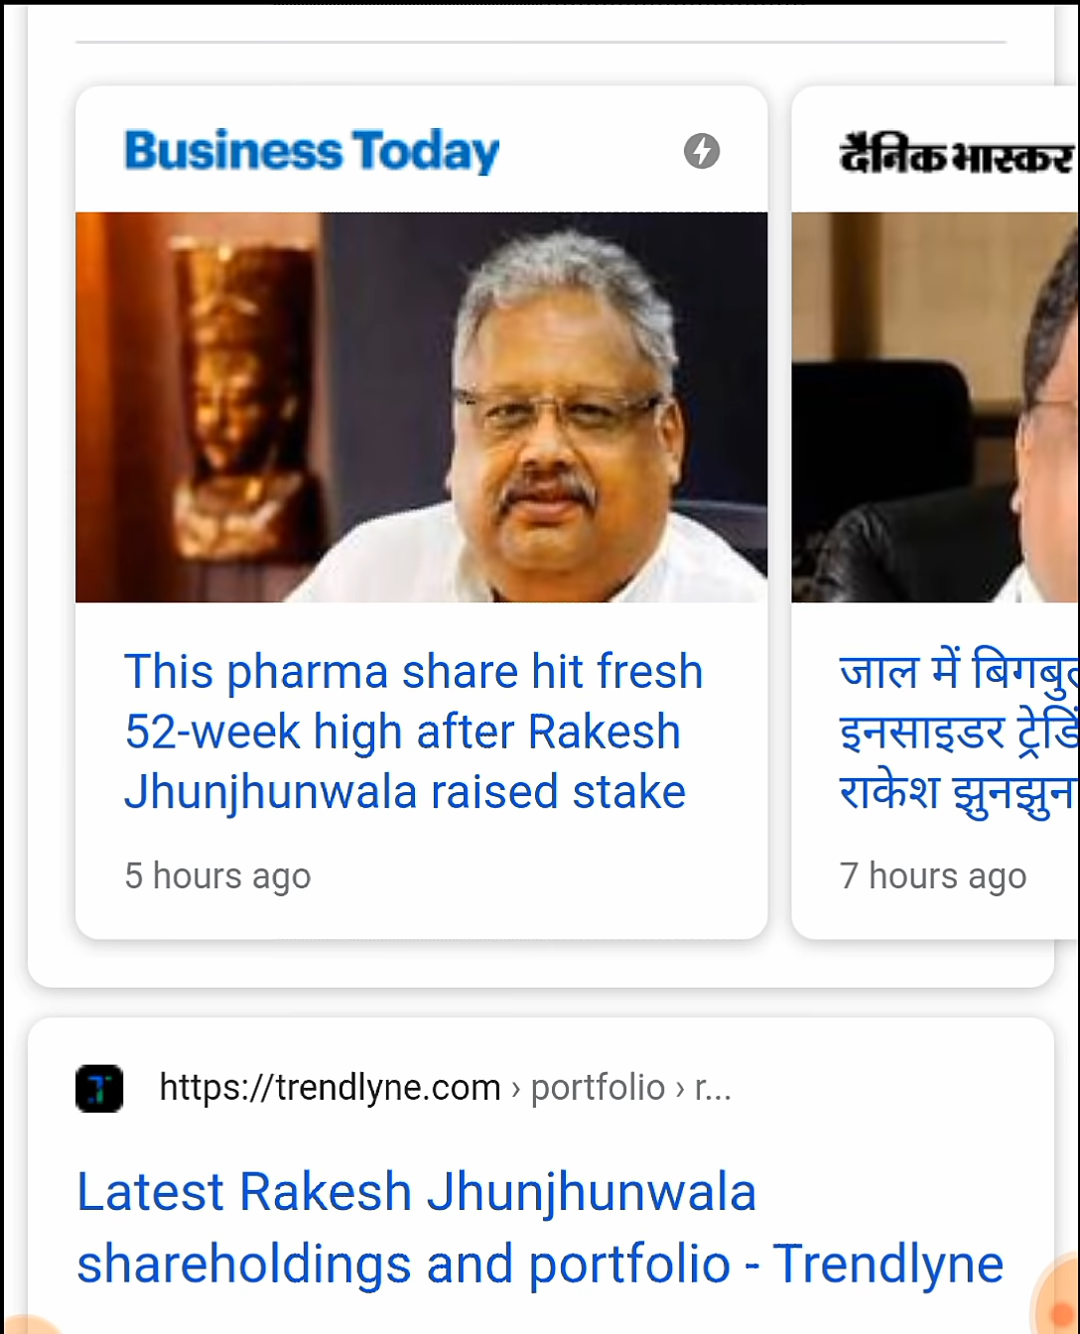 Business Today
दैनिक भास्कर
This pharma share hit fresh
52-week high after Rakesh
Jhunjhunwala raised stake
5 hours ago
जाल में
इनसाइडर
राकेश
7 hours ago
https://trendlyne.com › portfolio › r...
Latest Rakesh Jhunjhunwala
shareholdings and portfolio - Trendlyne